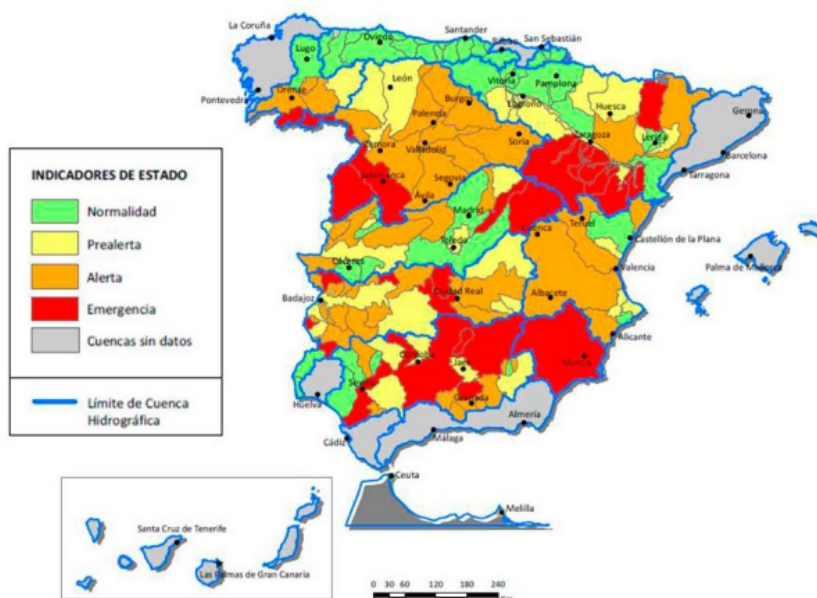 La Coruña
Lugo
Oviedo
Santander
Bilbao
San Sebastián
Pontevedra
Orense
León
Vitoria
Pamplona
Burgos
Logroño
Huesca
Gerona
Palencia
Zamora
Valladolid
Soria
Zaragoza
Lérida
Barcelona
Tarragona
Salamanca
Segovia
Ávila
Madrid
Teruel
Cuenca
Castellón de la Plana
Toledo
Cáceres
Valencia
Palma de Mallorca
Badajoz
Ciudad Real
Albacete
Alicante
Murcia
Córdoba
Jaén
Sevilla
Huelva
Granada
Almería
Cádiz
Málaga
Ceuta
Melilla
INDICADORES DE ESTADO
Normalidad
Prealerta
Alerta
Emergencia
Cuencas sin datos
Límite de Cuenca
Hidrográfica
Santa Cruz de Tenerife
Las Palmas de Gran Canaria
0 30 60 120 180 240